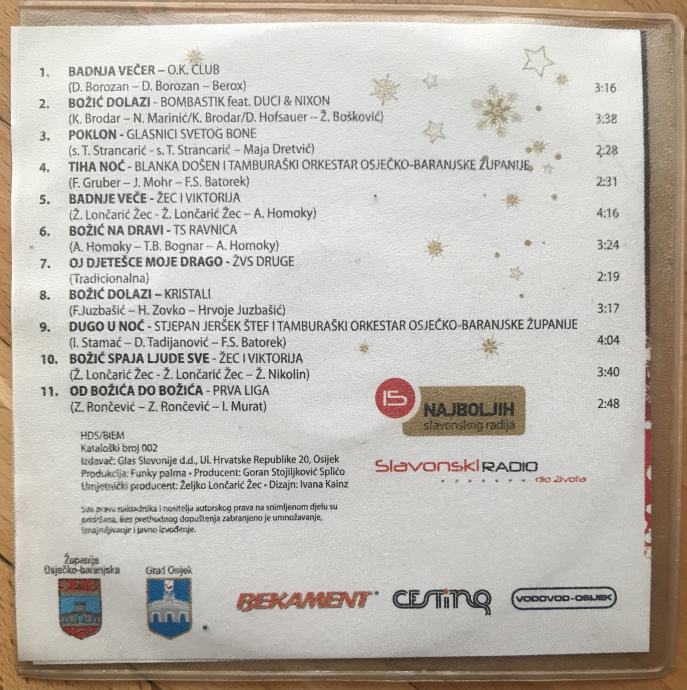 1. BADNJA VEČER – O.K. CLUB
(D. Borozan – D. Borozan – Berox) 3:16
2. BOŽIĆ DOLAZI - BOMBASTIK feat. DUCI & NIXON
(K. Brodar – N. Marinić/K. Brodar/D. Hofsauer – Ž. Bošković) 3:38
3. POKLON - GLASNICI SVETOG BONE
(s. T. Strancarić - s. T. Strancarić – Maja Dretvić) 2:28
4. TIHA NOĆ - BLANKA DOŠEN I TAMBURAŠKI ORKESTAR OSJEČKO-BARANJSKE ŽUPANIJE
(F. Gruber – J. Mohr – F.S. Batorek) 2:31
5. BADNJE VEČE - ŽEC I VIKTORIJA
(Ž. Lončarić Žec - Ž. Lončarić Žec – A. Homoky) 4:16
6. BOŽIĆ NA DRAVI - TS RAVNICA
(A. Homoky – T.B. Bognar – A. Homoky) 3:24
7. OJ DJETEŠCE MOJE DRAGO - ŽVS DRUGE
(Tradicionalna) 2:19
8. BOŽIĆ DOLAZI – KRISTALI
(F.Juzbašić – H. Zovko – Hrvoje Juzbašić) 3:17
9. DUGO U NOĆ - STJEPAN JERŠEK ŠTEF I TAMBURAŠKI ORKESTAR OSJEČKO-BARANJSKE ŽUPANIJE
(I. Stamać – D. Tadijanović – F.S. Batorek) 4:04
10. BOŽIĆ SPAJA LJUDE SVE - ŽEC I VIKTORIJA
(Ž. Lončarić Žec - Ž. Lončarić Žec – Ž. Nikolin) 3:40
11. OD BOŽIĆA DO BOŽIĆA - PRVA LIGA
(Z. Rončević – Z. Rončević – I. Murat) 2:48
15 NAJBOLJIH
slavonskog radija
HDS/BIEM
Kataloški broj 002
Izdavač: Glas Slavonije d.d., Ul. Hrvatske Republike 20, Osijek
Produkcija: Funky palma • Producent: Goran Stojiljković Splićo
Umjetnički producent: Željko Lončarić Žec • Dizajn: Ivana Kainz
Slavonski RADIO
dio života
Sva prava nakladnika i nositelja autorskog prava na snimljenom djelu su
pridržana. Bez prethodnog dopuštenja zabranjeno je umnožavanje,
iznajmljivanje i javno izvođenje.
Županija
Osječko-baranjska
Grad Osijek
BEKAMENT
CESTING
VODOVOD-OSIJEK